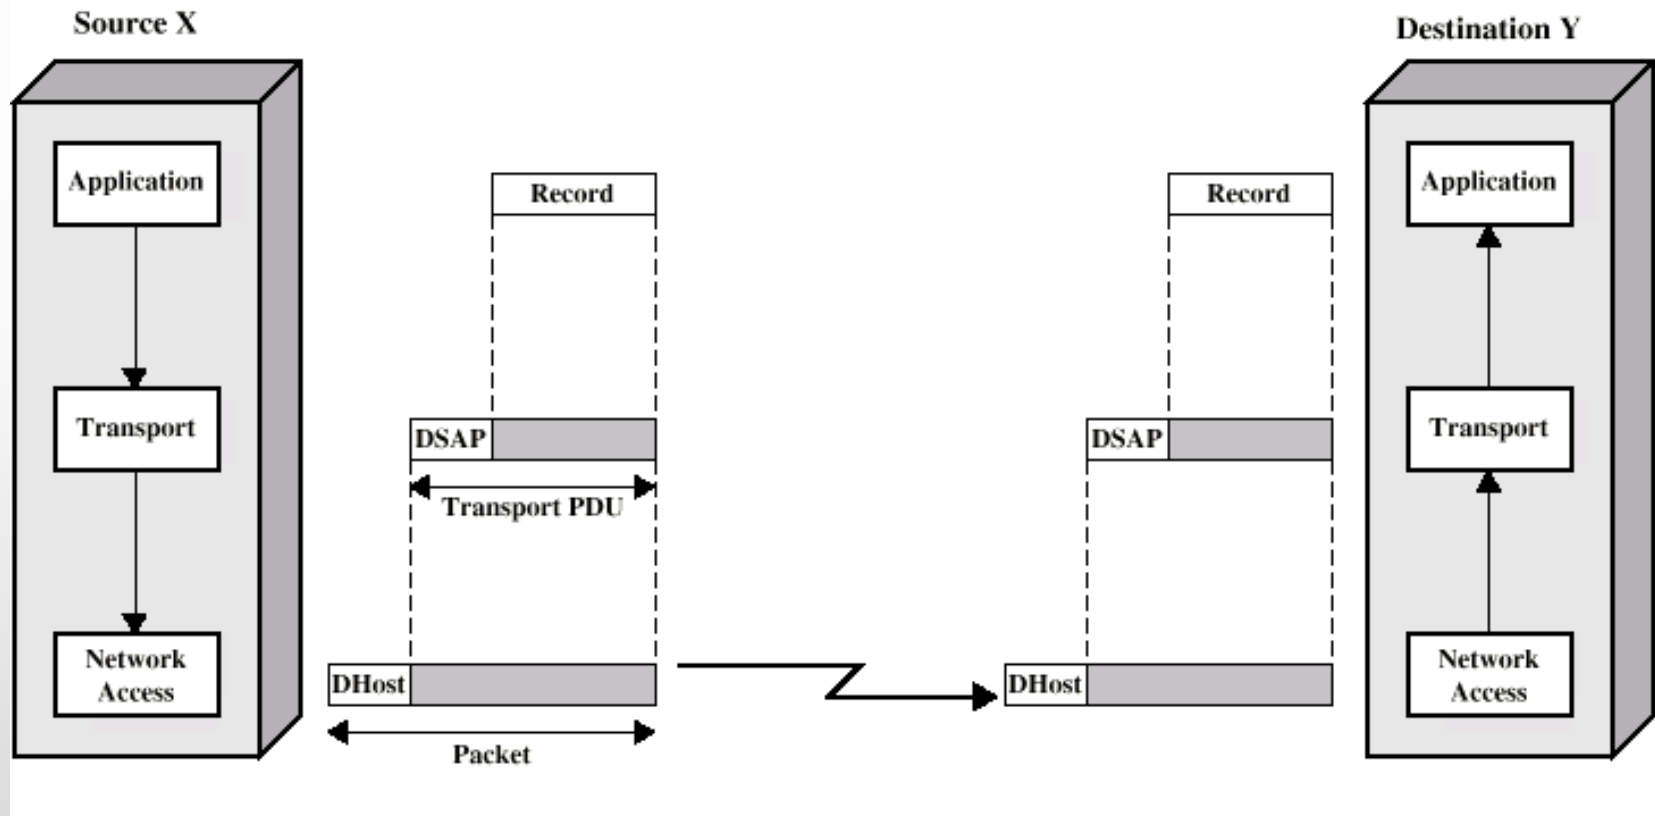 Source X
Destination Y
Application
Record
Record
Application
Transport
DSAP
Transport PDU
DSAP
Transport
Network
Access
DHost
Packet
DHost
Network
Access